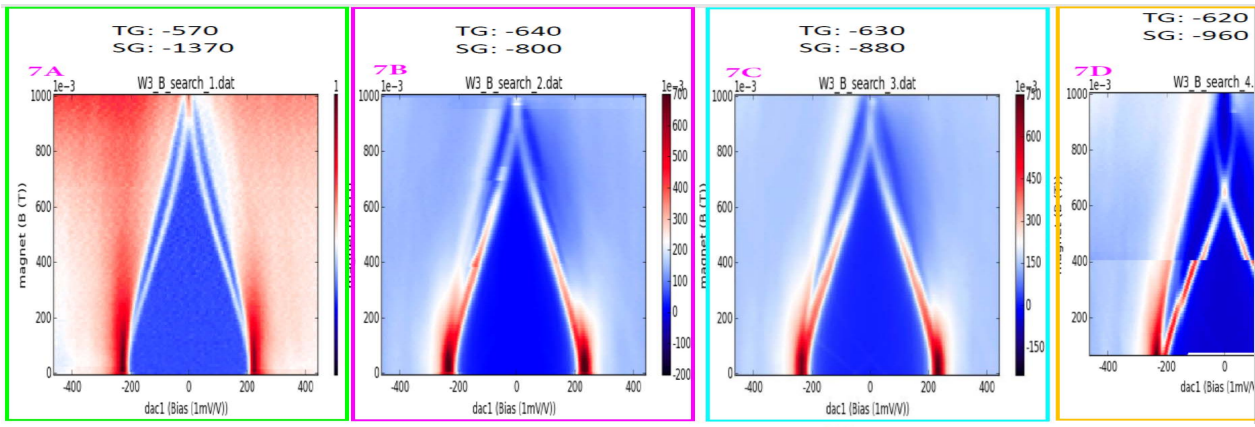 TG: -570
SG: -1370
7A
W3_B_search_1.dat
1e-3
1
1000
800
600
400
200
0
magnet (B (T))
-400
-200
0
200
400
dac1 (Bias (1mV/V))
TG: -640
SG: -800
7B
W3_B_search_2.dat
1e-3
1e-3
1000
800
600
400
200
0
-400
-200
0
200
400
dac1 (Bias (1mV/V))
700
600
500
400
300
200
100
0
-100
-200
TG: -630
SG: -880
7C
W3_B_search_3.dat
1e-3
1000
800
600
400
200
0
magnet (B (T))
-400
-200
0
200
400
dac1 (Bias (1mV/V))
750
600
450
300
150
0
-150
TG: -620
SG: -960
7D
W3_B_search_4.
1e-3
1000
800
600
400
200
-400
-200
0
dac1 (Bias (1mV/V